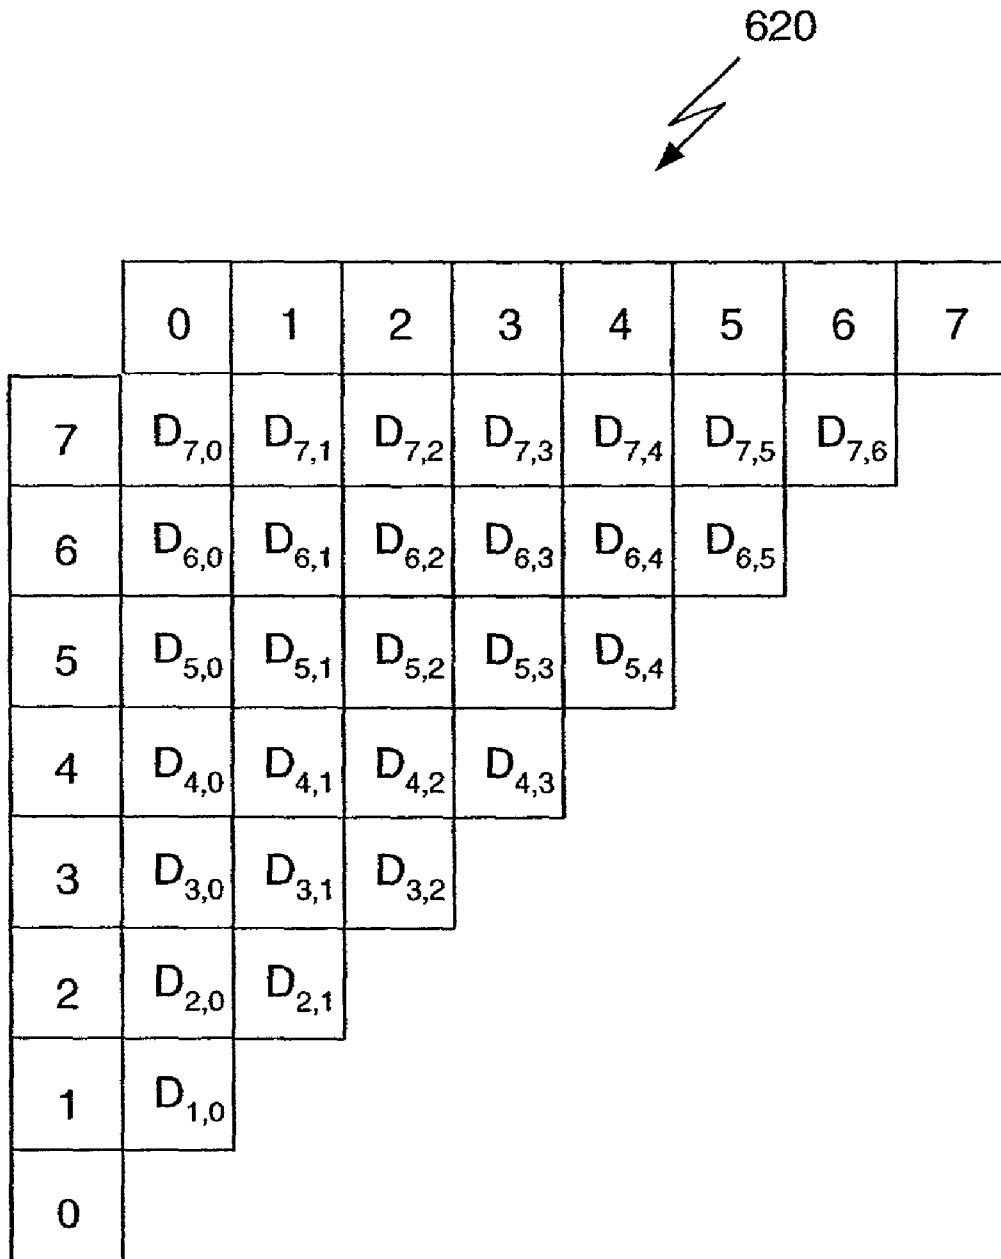 620
0 1 2 3 4 5 6 7
7 D7,0 D7,1 D7,2 D7,3 D7,4 D7,5 D7,6
6 D6,0 D6,1 D6,2 D6,3 D6,4 D6,5
5 D5,0 D5,1 D5,2 D5,3 D5,4
4 D4,0 D4,1 D4,2 D4,3
3 D3,0 D3,1 D3,2
2 D2,0 D2,1
1 D1,0
0